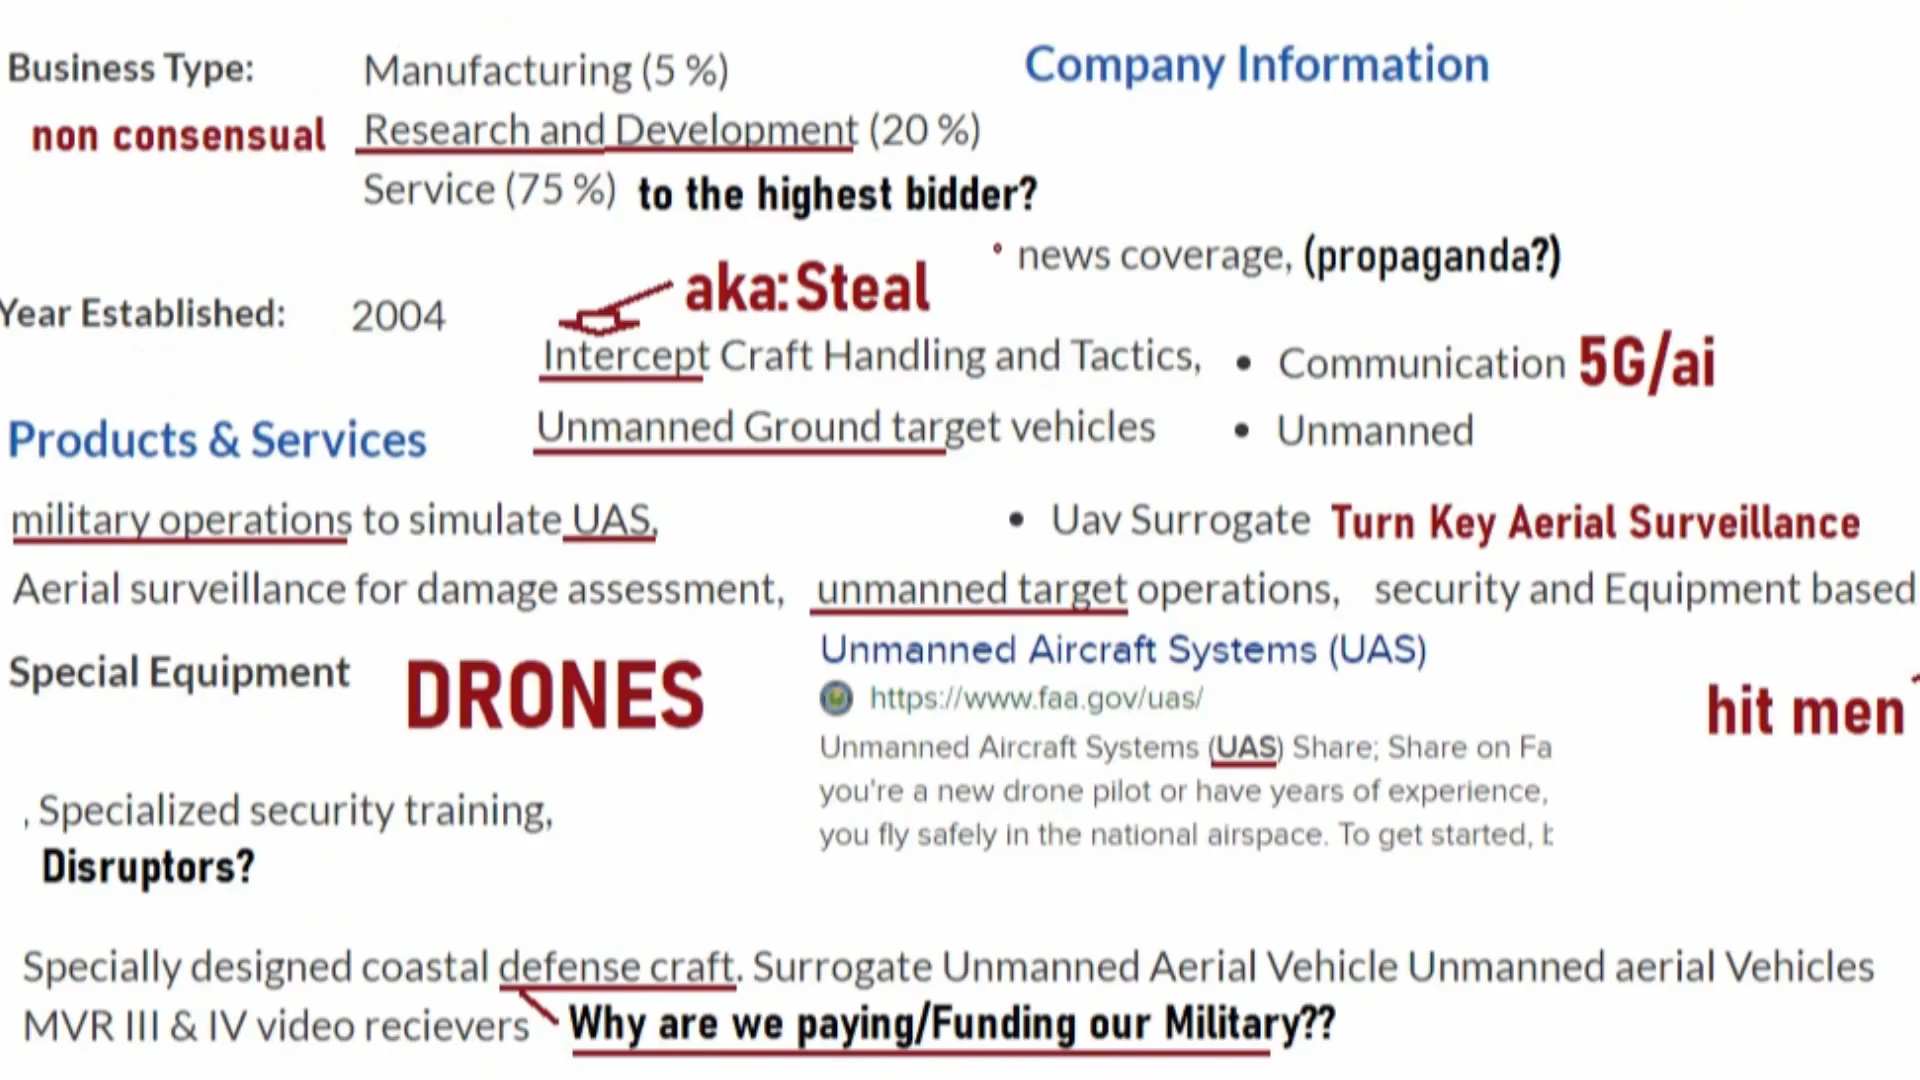 Business Type: Manufacturing (5 %) Company Information
non consensual Research and Development (20 %)
Service (75 %) to the highest bidder?
news coverage, (propaganda?)
aka: Steal
Year Established: 2004
Intercept Craft Handling and Tactics, • Communication 5G/ai
Products & Services Unmanned Ground target vehicles • Unmanned
military operations to simulate UAS, • Uav Surrogate Turn Key Aerial Surveillance
Aerial surveillance for damage assessment, unmanned target operations, security and Equipment based
Special Equipment DRONES
Unmanned Aircraft Systems (UAS)
https://www.faa.gov/uas/
hit men
Unmanned Aircraft Systems (UAS) Share; Share on Fa
you're a new drone pilot or have years of experience,
you fly safely in the national airspace. To get started,
, Specialized security training,
Disruptors?
Specially designed coastal defense craft. Surrogate Unmanned Aerial Vehicle Unmanned aerial Vehicles
MVR III & IV video recievers Why are we paying/Funding our Military??